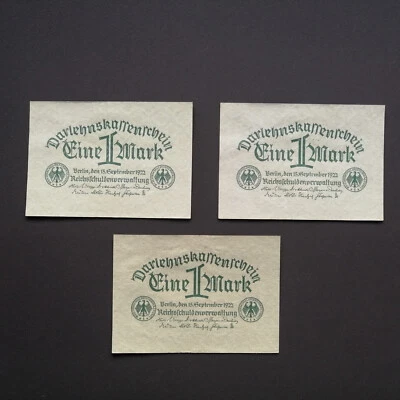 Darlehnskassenschein
Eine 1 Mark
Berlin, den 15. September 1922
Reichsschuldenverwaltung
Darlehnskassenschein
Eine 1 Mark
Berlin, den 15. September 1922
Reichsschuldenverwaltung
Darlehnskassenschein
Eine 1 Mark
Berlin, den 15. September 1922
Reichsschuldenverwaltung